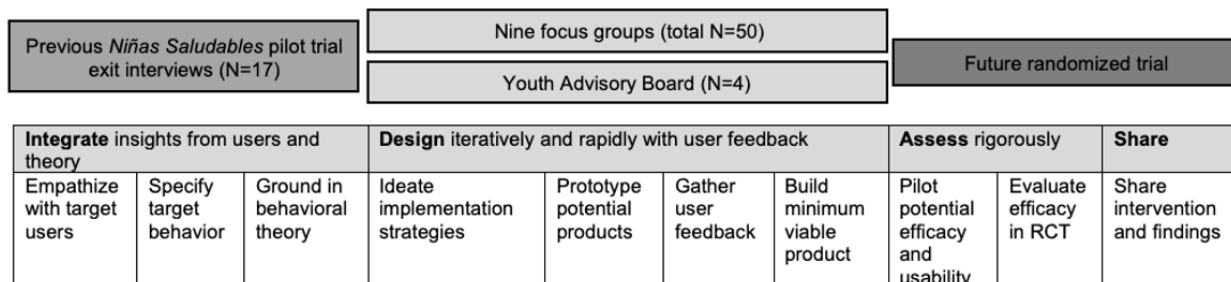 Previous Niñas Saludables pilot trial
exit interviews (N=17)
Nine focus groups (total N=50)
Youth Advisory Board (N=4)
Future randomized trial
Integrate insights from users and
theory
Design iteratively and rapidly with user feedback
Assess rigorously
Share
Empathize
with target
users
Specify
target
behavior
Ground in
behavioral
theory
Ideate
implementation
strategies
Prototype
potential
products
Gather
user
feedback
Build
minimum
viable
product
Pilot
potential
efficacy
and
usability
Evaluate
efficacy
in RCT
Share
intervention
and findings